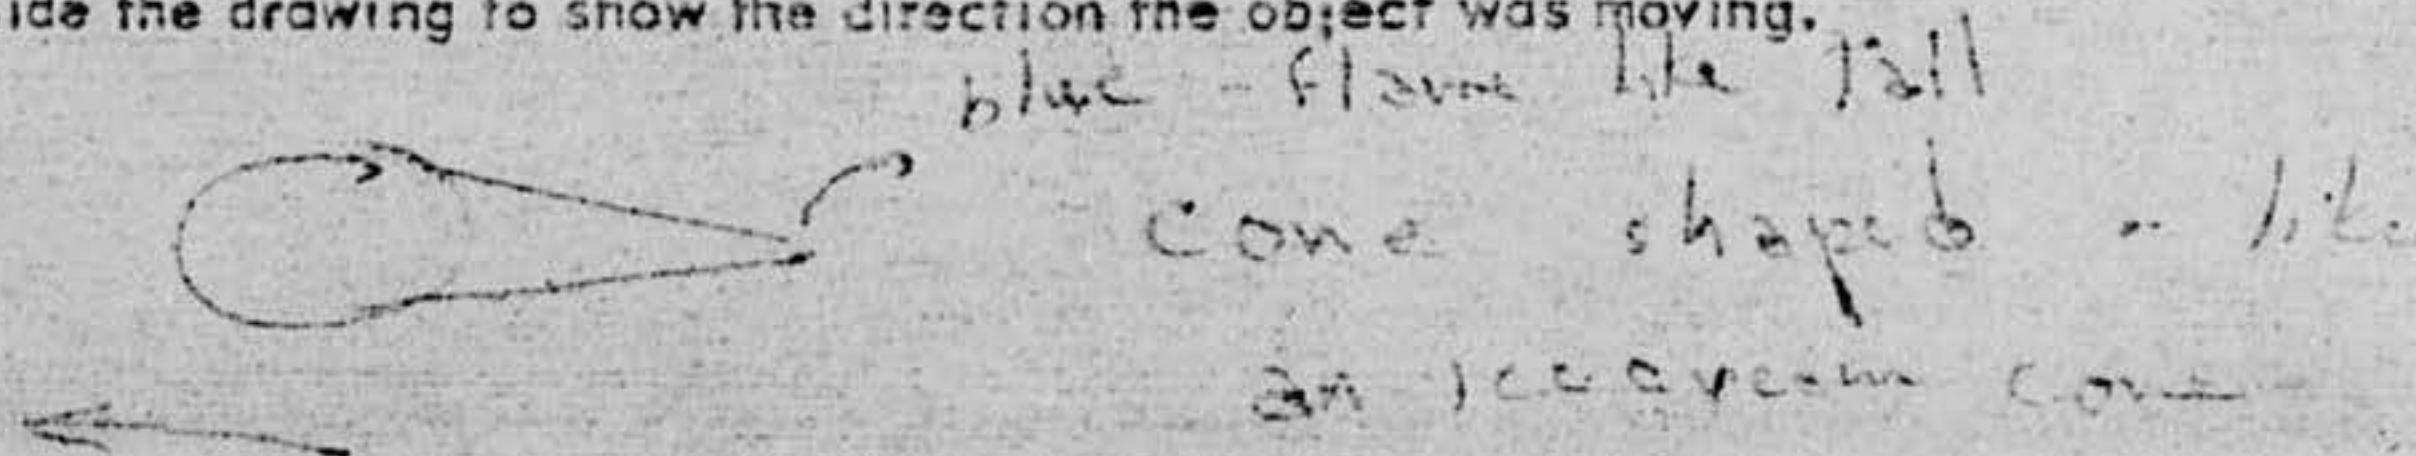 ide the drawing to show the direction the object was moving.
blue - flame like tail
cone shaped - like
an icecream cone